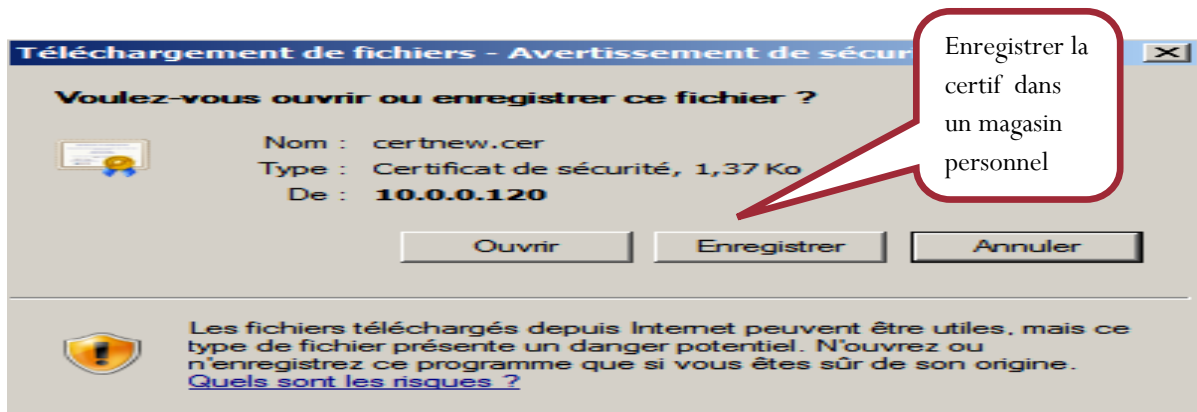 Téléchargement de fichiers - Avertissement de sécur
Enregistrer la
certif dans
un magasin
personnel
Voulez-vous ouvrir ou enregistrer ce fichier ?
Nom : certnew.cer
Type : Certificat de sécurité, 1,37 Ko
De : 10.0.0.120
Ouvrir Enregistrer Annuler
Les fichiers téléchargés depuis Internet peuvent être utiles, mais ce
type de fichier présente un danger potentiel. N'ouvrez ou
n'enregistrez ce programme que si vous êtes sûr de son origine.
Quels sont les risques ?